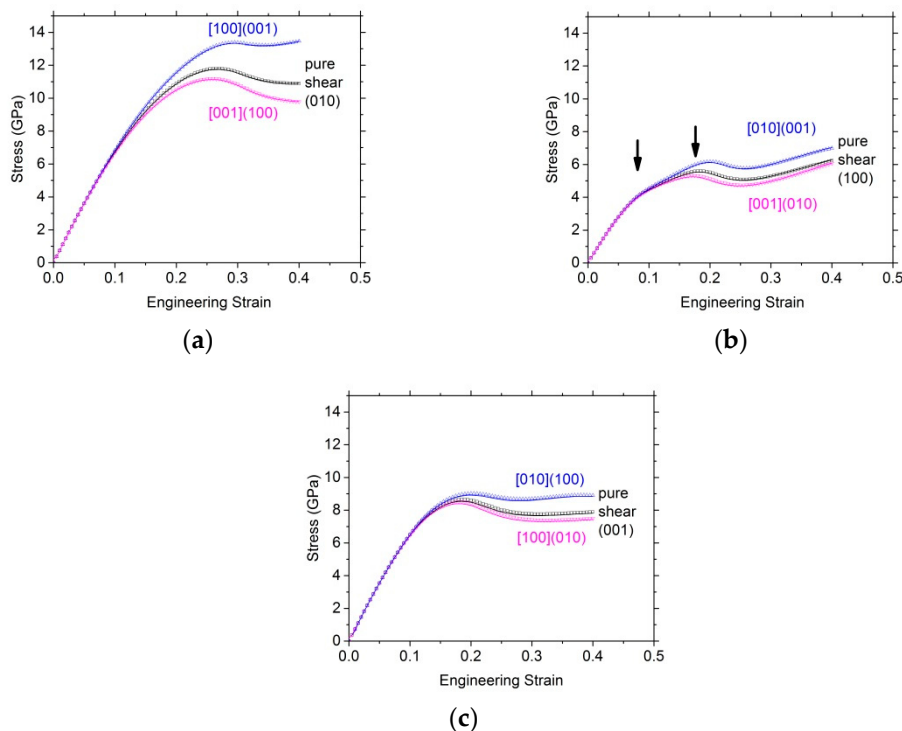 14
12
10
8
6
4
2
0
Stress (GPa)
[100](001)
pure
shear
(010)
[001](100)
0.0 0.1 0.2 0.3 0.4 0.5
Engineering Strain
(a)
14
12
10
8
6
4
2
0
Stress (GPa)
[010](001)
pure
shear
(100)
[001](010)
0.0 0.1 0.2 0.3 0.4 0.5
Engineering Strain
(b)
14
12
10
8
6
4
2
0
Stress (GPa)
[010](100)
pure
shear
(001)
[100](010)
0.0 0.1 0.2 0.3 0.4 0.5
Engineering Strain
(c)